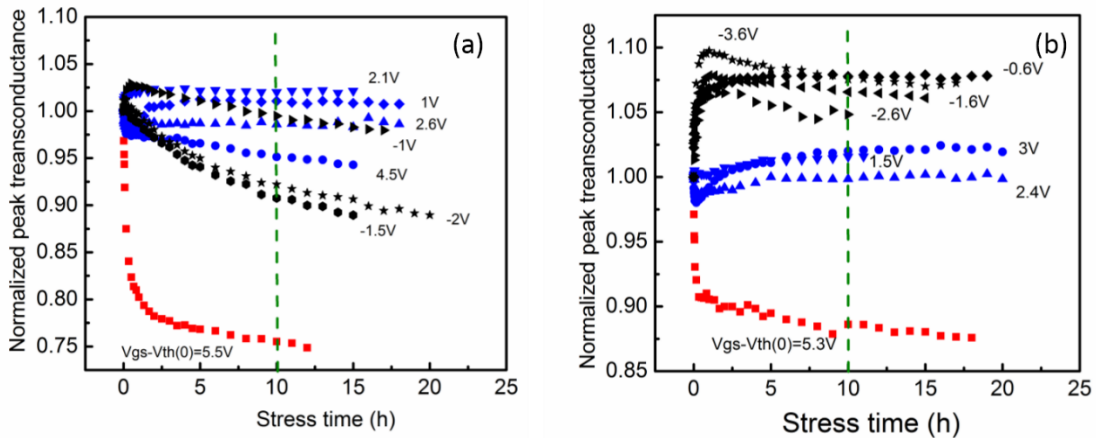 (a)
Normalized peak treansconductance
1.10
1.05
1.00
0.95
0.90
0.85
0.80
0.75
2.1V
1V
2.6V
-1V
4.5V
-2V
-1.5V
Vgs-Vth(0)=5.5V
0 5 10 15 20 25
Stress time (h)
(b)
Normalized peak treansconductance
1.10
1.05
1.00
0.95
0.90
0.85
-3.6V
-0.6V
-1.6V
-2.6V
3V
1.5V
2.4V
Vgs-Vth(0)=5.3V
0 5 10 15 20 25
Stress time (h)